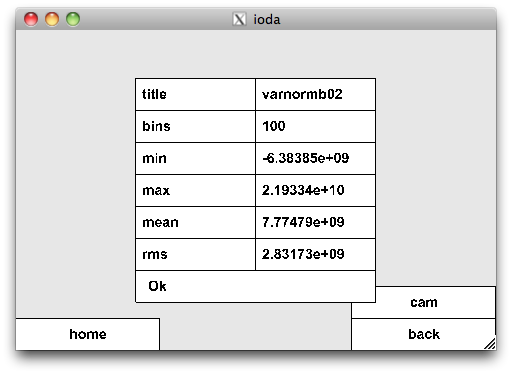 ioda
title varnormb02
bins 100
min -6.38385e+09
max 2.19334e+10
mean 7.77479e+09
rms 2.83173e+09
Ok
cam
home back